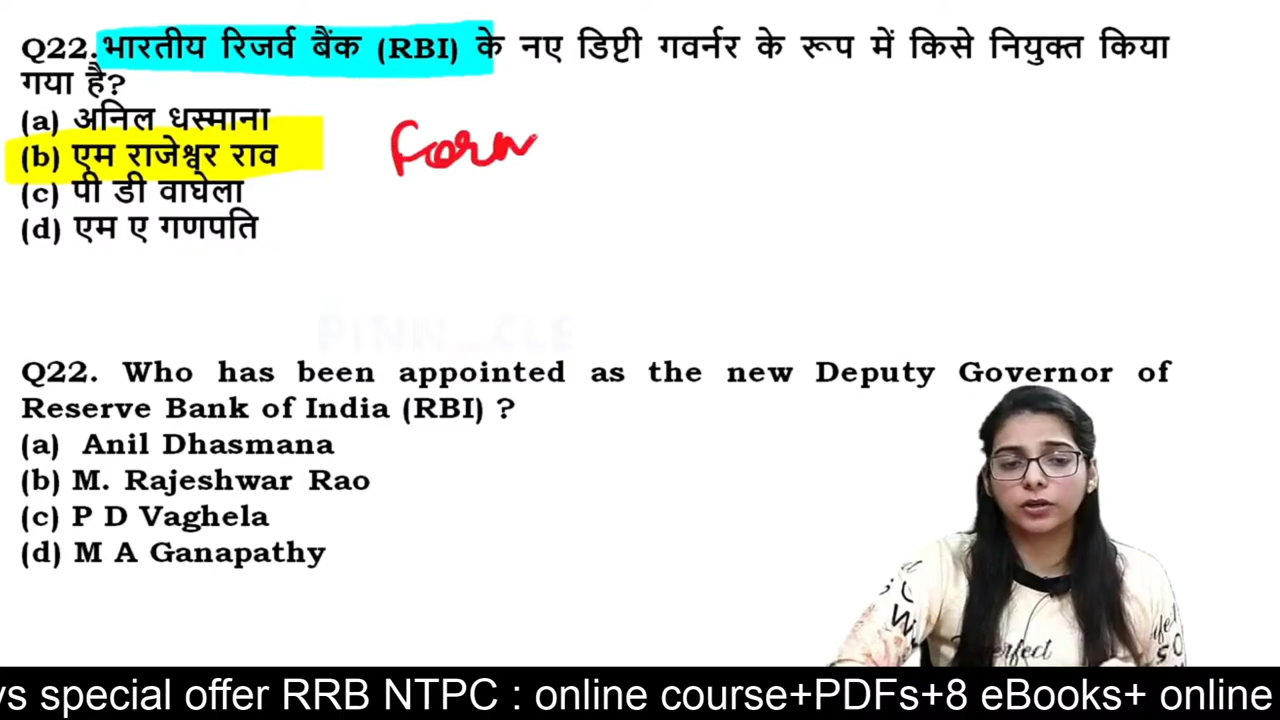 Q22.भारतीय रिजर्व बैंक (RBI) के नए डिप्टी गवर्नर के रूप में किसे नियुक्त किया
गया है?
(a) अनिल धस्माना
(b) एम राजेश्वर राव
(c) पी डी वाघेला
(d) एम ए गणपति
Form
Q22. Who has been appointed as the new Deputy Governor of
Reserve Bank of India (RBI) ?
(a) Anil Dhasmana
(b) M. Rajeshwar Rao
(c) P D Vaghela
(d) M A Ganapathy
special offer RRB NTPC : online course+PDFs+8 eBooks+ online